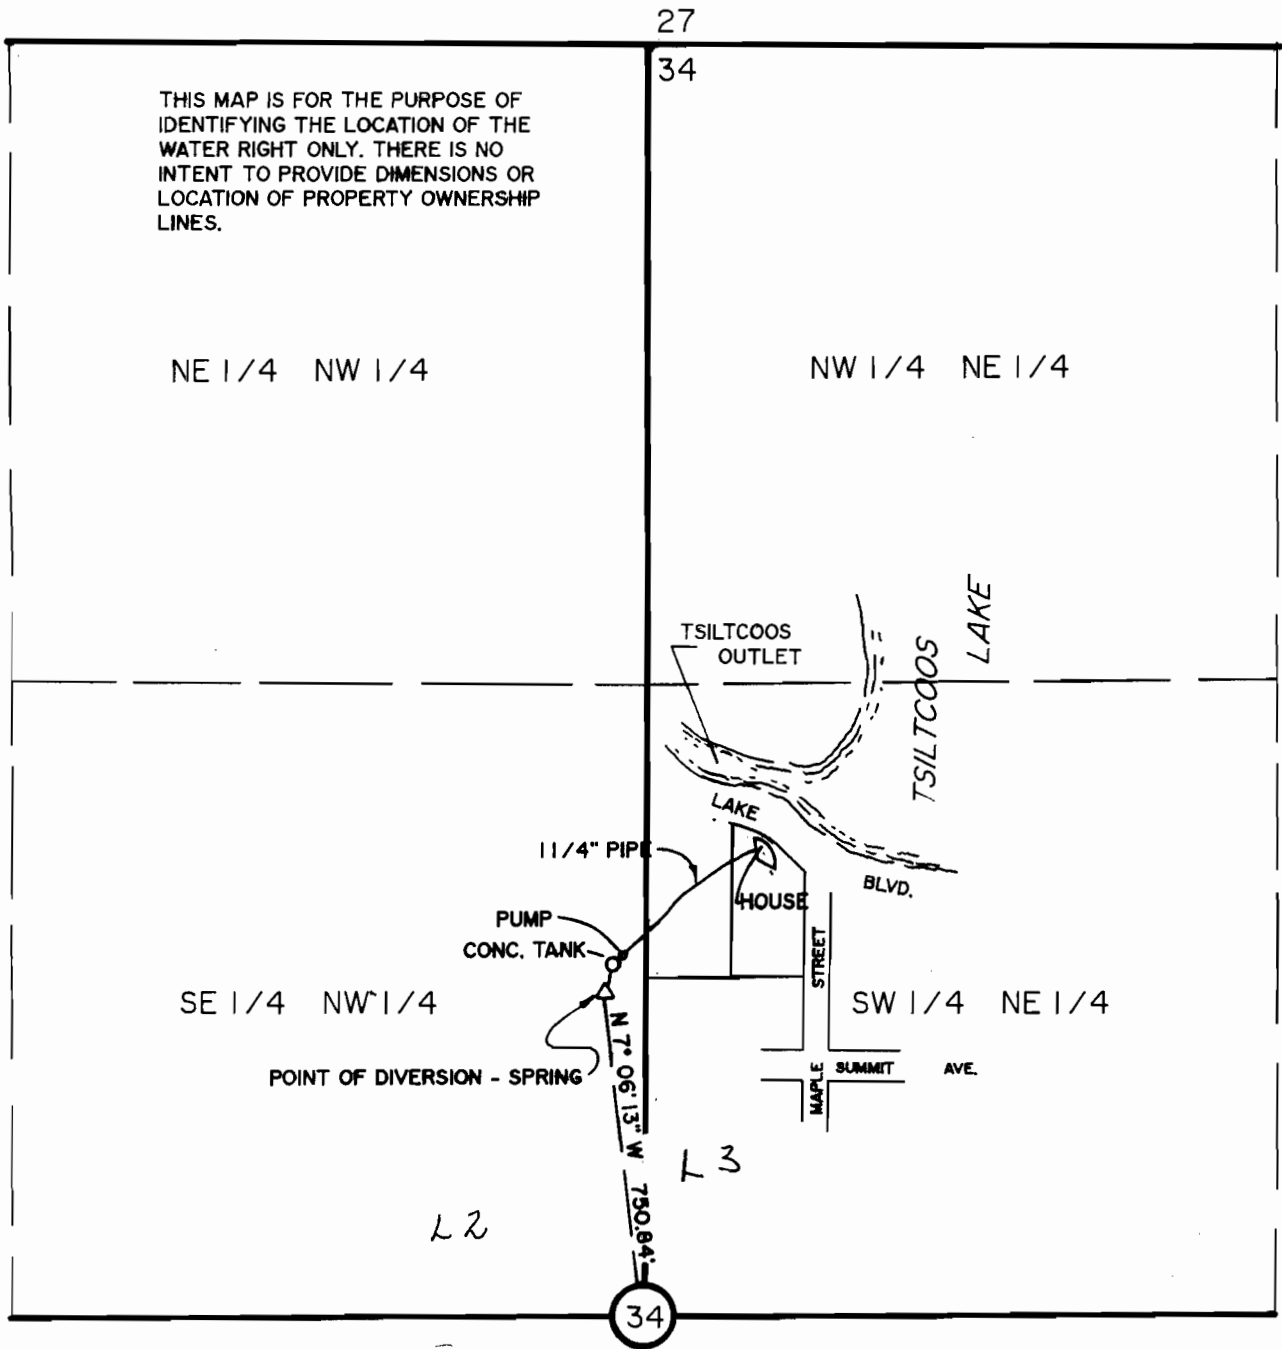 27
34
THIS MAP IS FOR THE PURPOSE OF
IDENTIFYING THE LOCATION OF THE
WATER RIGHT ONLY. THERE IS NO
INTENT TO PROVIDE DIMENSIONS OR
LOCATION OF PROPERTY OWNERSHIP
LINES.
NE 1/4 NW 1/4
NW 1/4 NE 1/4
TSILTCOOS
OUTLET
TSILTCOOS
LAKE
LAKE
BLVD.
1 1/4" PIPE
HOUSE
PUMP
CONC. TANK
STREET
SE 1/4 NW 1/4
SW 1/4 NE 1/4
POINT OF DIVERSION - SPRING
N 7° 06' 13" W 750.84'
MAPLE
SUMMIT AVE.
L3
L2
34